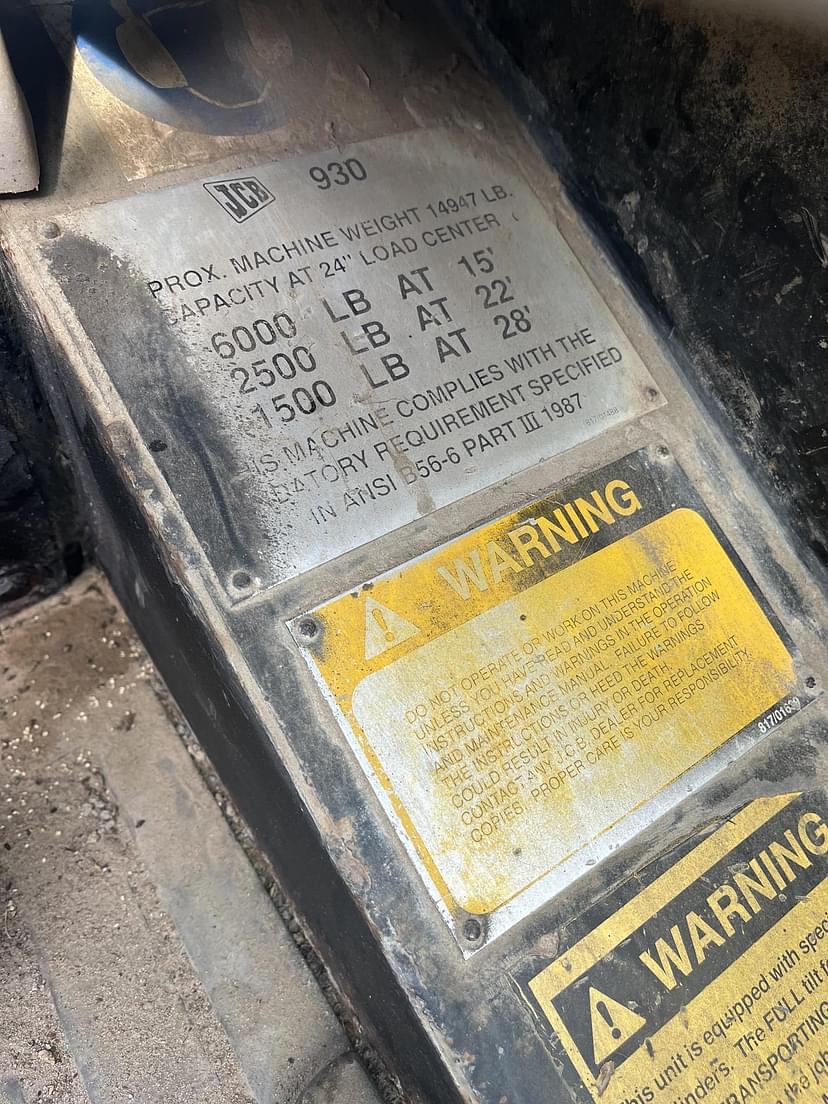 JCB 930
PROX. MACHINE WEIGHT 14947 LB.
CAPACITY AT 24" LOAD CENTER
6000 LB AT 15'
2500 LB AT 22'
1500 LB AT 28'
IS MACHINE COMPLIES WITH THE
DATORY REQUIREMENT SPECIFIED
IN ANSI B56-6 PART III 1987
WARNING
DO NOT OPERATE OR WORK ON THIS MACHINE
UNLESS YOU HAVE READ AND UNDERSTAND THE
INSTRUCTIONS AND WARNINGS IN THE OPERATION
AND MAINTENANCE MANUAL. FAILURE TO FOLLOW
THE INSTRUCTIONS OR HEED THE WARNINGS
COULD RESULT IN INJURY OR DEATH.
CONTACT ANY J.C.B. DEALER FOR REPLACEMENT
COPIES. PROPER CARE IS YOUR RESPONSIBILITY.
WARNING
his unit is equipped with spec
linders. The FULL tilt f
TRANSPORTING
the job